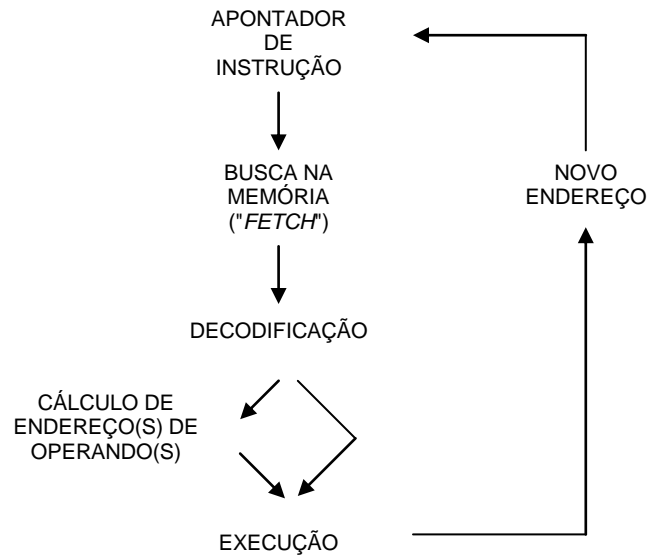 APONTADOR
DE
INSTRUÇÃO
BUSCA NA
MEMÓRIA
("FETCH")
NOVO
ENDEREÇO
DECODIFICAÇÃO
CÁLCULO DE
ENDEREÇO(S) DE
OPERANDO(S)
EXECUÇÃO